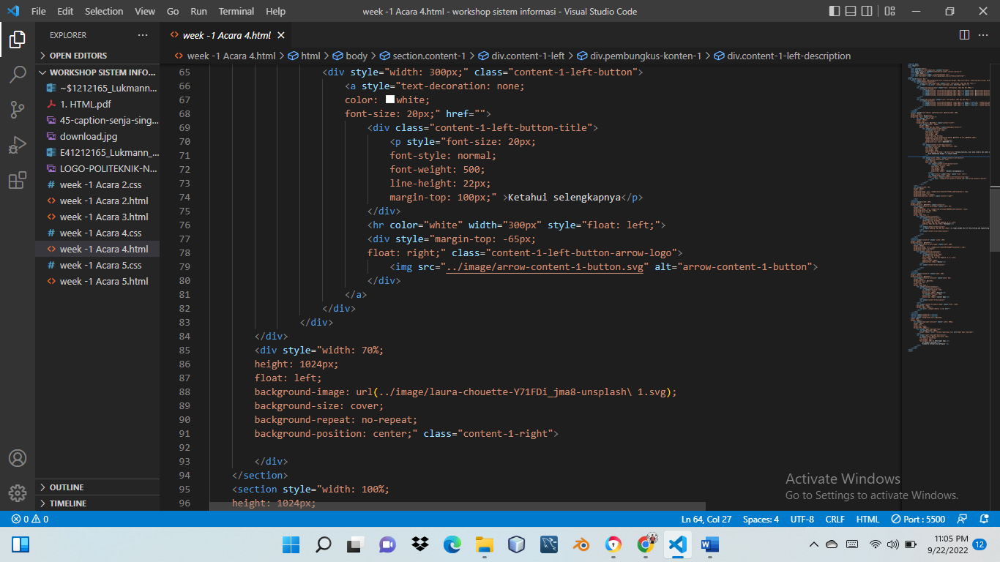 File Edit Selection View Go Run Terminal Help
week -1 Acara 4.html - workshop sistem informasi - Visual Studio Code
EXPLORER
OPEN EDITORS
WORKSHOP SISTEM INFO...
~$1212165_Lukmann...
1. HTML.pdf
45-caption-senja-sing...
download.jpg
E41212165_Lukmann_...
LOGO-POLITEKNIK-N...
# week -1 Acara 2.css
<> week -1 Acara 2.html
<> week -1 Acara 3.html
# week -1 Acara 4.css
<> week -1 Acara 4.html
# week -1 Acara 5.css
<> week -1 Acara 5.html
OUTLINE
TIMELINE
<> week -1 Acara 4.html
<> week -1 Acara 4.html > html > body > section.content-1 > div.content-1-left > div.pembungkus-konten-1 > div.content-1-left-description
65 <div style="width: 300px;" class="content-1-left-button">
66 <a style="text-decoration: none;
67 color: white;
68 font-size: 20px;" href="">
69 <div class="content-1-left-button-title">
70 <p style="font-size: 20px;
71 font-style: normal;
72 font-weight: 500;
73 line-height: 22px;
74 margin-top: 100px;" >Ketahui selengkapnya</p>
75 </div>
76 <hr color="white" width="300px" style="float: left;">
77 <div style="margin-top: -65px;
78 float: right;" class="content-1-left-button-arrow-logo">
79 <img src="../image/arrow-content-1-button.svg" alt="arrow-content-1-button">
80 </div>
81 </a>
82 </div>
83 </div>
84 </div>
85 <div style="width: 70%;
86 height: 1024px;
87 float: left;
88 background-image: url(../image/laura-chouette-Y71FDi_jma8-unsplash\ 1.svg);
89 background-size: cover;
90 background-repeat: no-repeat;
91 background-position: center;" class="content-1-right">
92
93 </div>
94 </section>
95 <section style="width: 100%;
96 height: 1024px;
Activate Windows
Go to Settings to activate Windows.
0 0
Ln 64, Col 27 Spaces: 4 UTF-8 CRLF HTML Port : 5500
11:05 PM
9/22/2022
12